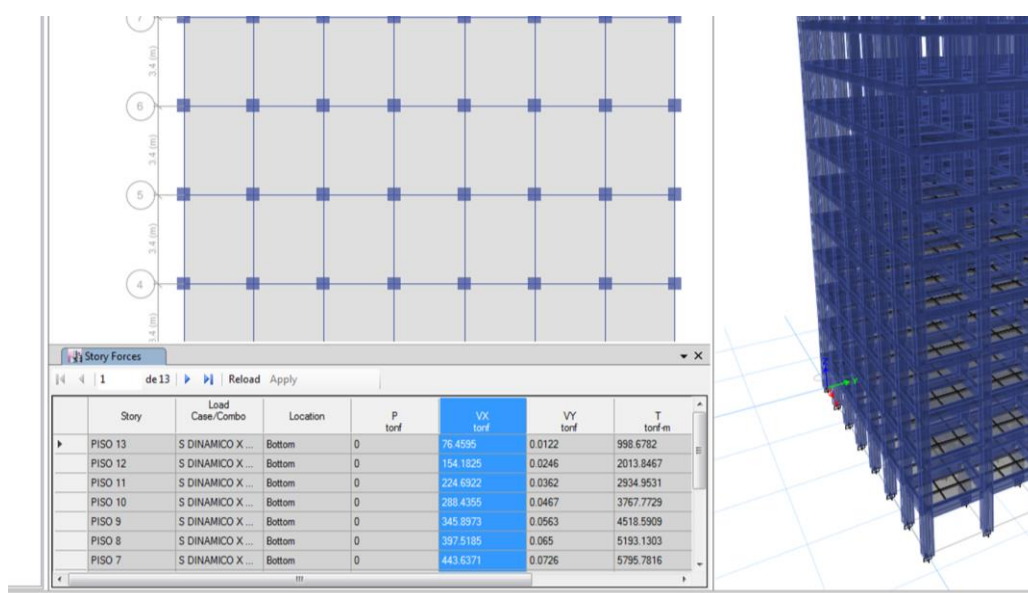 7
3.4 (m)
6
3.4 (m)
5
3.4 (m)
4
3.4 (m)
Story Forces
1 de 13 Reload Apply
Story Load Case/Combo Location P tonf VX tonf VY tonf T tonf-m
PISO 13 S DINAMICO X ... Bottom 0 76.4595 0.0122 998.6782
PISO 12 S DINAMICO X ... Bottom 0 154.1825 0.0246 2013.8467
PISO 11 S DINAMICO X ... Bottom 0 224.6922 0.0362 2934.9531
PISO 10 S DINAMICO X ... Bottom 0 288.4355 0.0467 3767.7729
PISO 9 S DINAMICO X ... Bottom 0 345.8973 0.0563 4518.5909
PISO 8 S DINAMICO X ... Bottom 0 397.5185 0.065 5193.1303
PISO 7 S DINAMICO X ... Bottom 0 443.6371 0.0726 5795.7816
Z
Y